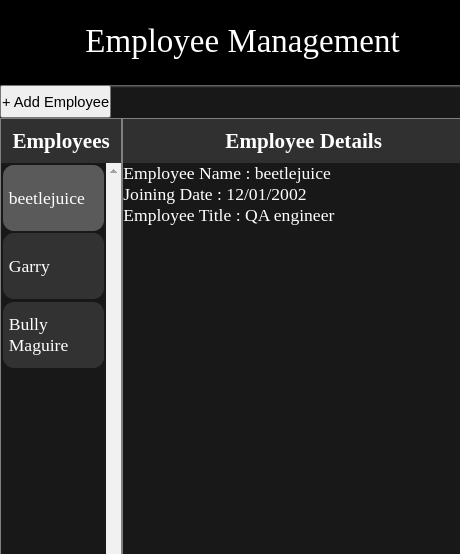 Employee Management
+ Add Employee
Employees
Employee Details
beetlejuice
Garry
Bully
Maguire
Employee Name : beetlejuice
Joining Date : 12/01/2002
Employee Title : QA engineer